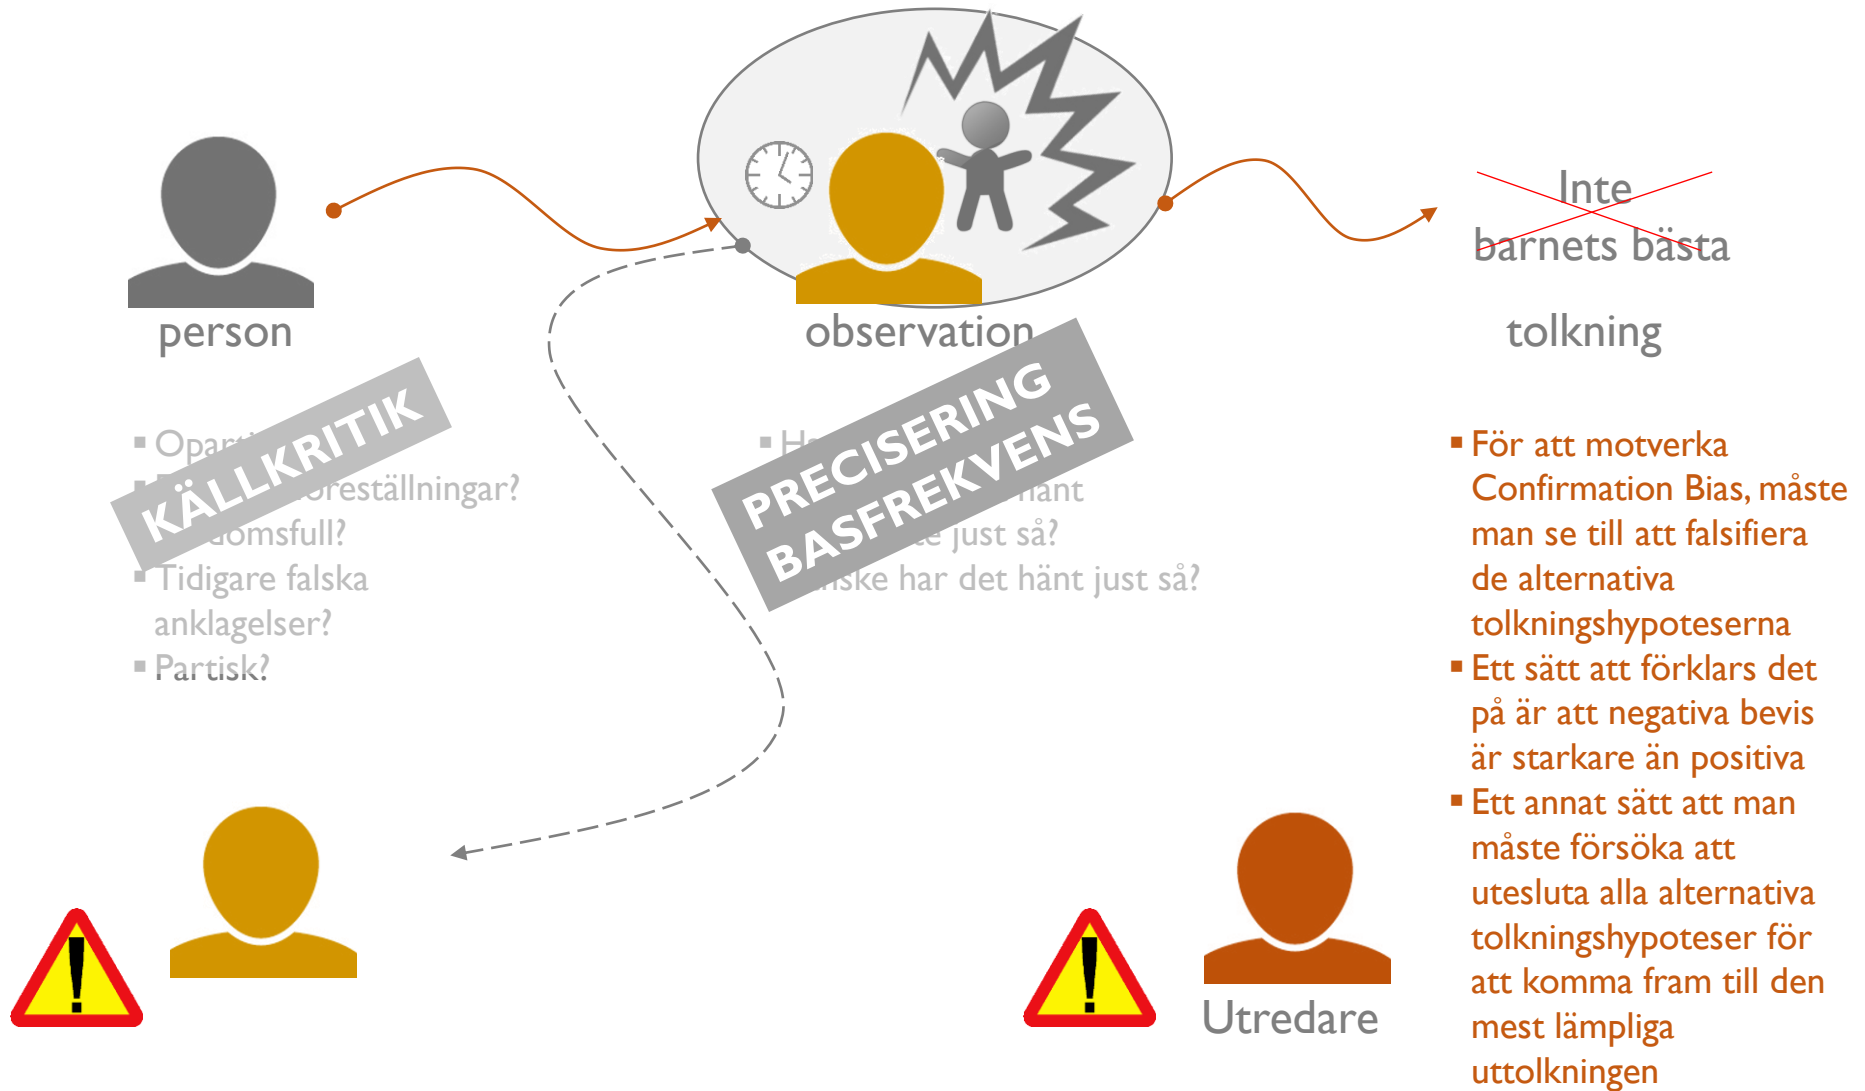 Inte
barnets bästa
person
observation
tolkning
KÄLLKRITIK
PRECISERING
BASFREKVENS
hänt
just så?
har det hänt just så?
Tidigare falska
anklagelser?
Partisk?
För att motverka
Confirmation Bias, måste
man se till att falsifiera
de alternativa
tolkningshypoteserna
Ett sätt att förklars det
på är att negativa bevis
är starkare än positiva
Ett annat sätt att man
måste försöka att
utesluta alla alternativa
tolkningshypoteser för
att komma fram till den
mest lämpliga
uttolkningen
Utredare